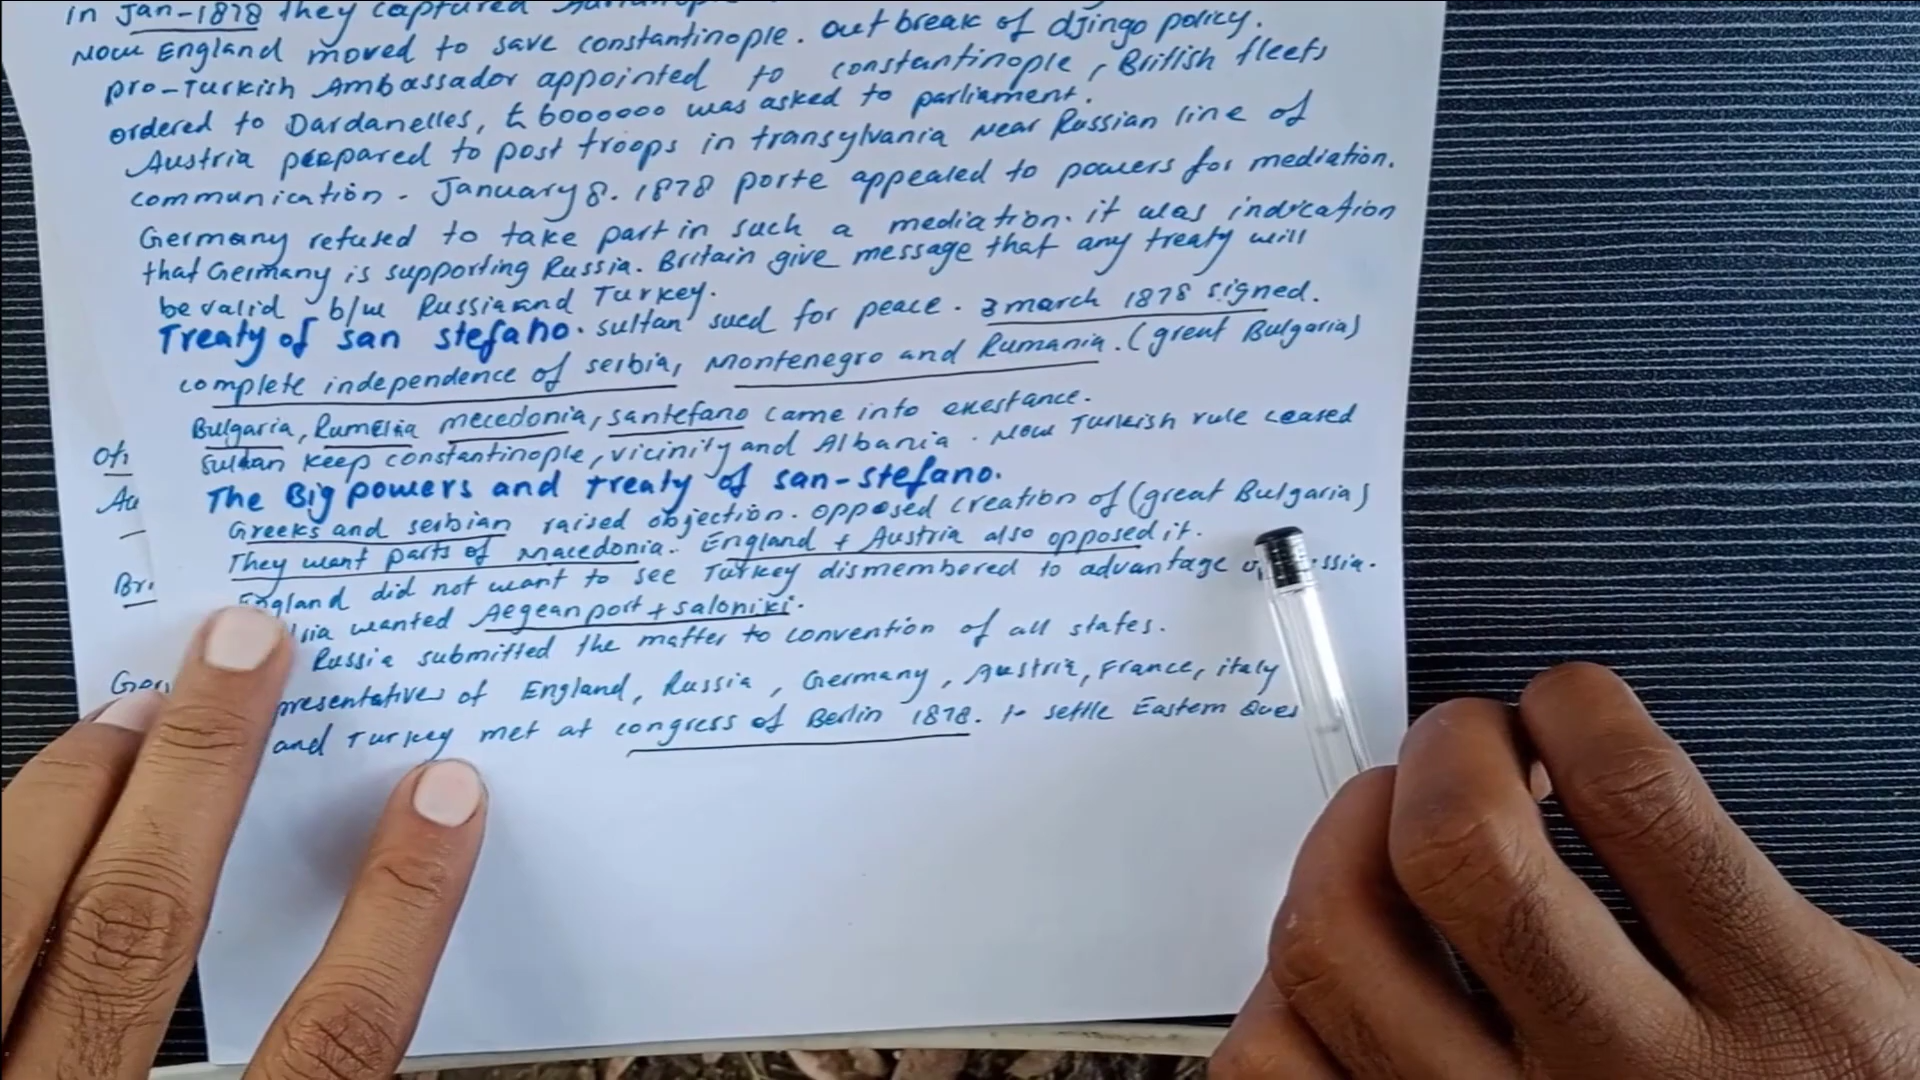 in Jan-1878 they captured
Now England moved to save constantinople. out break of djingo policy.
pro-Turkish Ambassador appointed to constantinople, British fleets
ordered to Dardanelles, £ 6000000 was asked to parliament.
Austria prepared to post troops in transylvania near Russian line of
communication. January 8. 1878 porte appealed to powers for mediation.
Germany refused to take part in such a mediation. it was indication
that Germany is supporting Russia. Britain give message that any treaty will
be valid b/w Russia and Turkey.
Treaty of san stefano. sultan sued for peace. 3 march 1878 signed.
complete independence of serbia, Montenegro and Rumania. (great Bulgaria)
Bulgaria, Rumelia mecedonia, santefano came into exestance.
sultan keep constantinople, vicinity and Albania. Now Turkish rule ceased
The Big powers and treaty of san-stefano.
Greeks and serbian raised objection. opposed creation of (great Bulgaria)
They want parts of macedonia. England + Austria also opposed it.
England did not want to see Turkey dismembered to advantage
wanted Aegean port + saloniki.
Russia submitted the matter to convention of all states.
of England, Russia, Germany, Austria, France, italy
and Turkey met at congress of Berlin 1878. to settle Eastern Ques